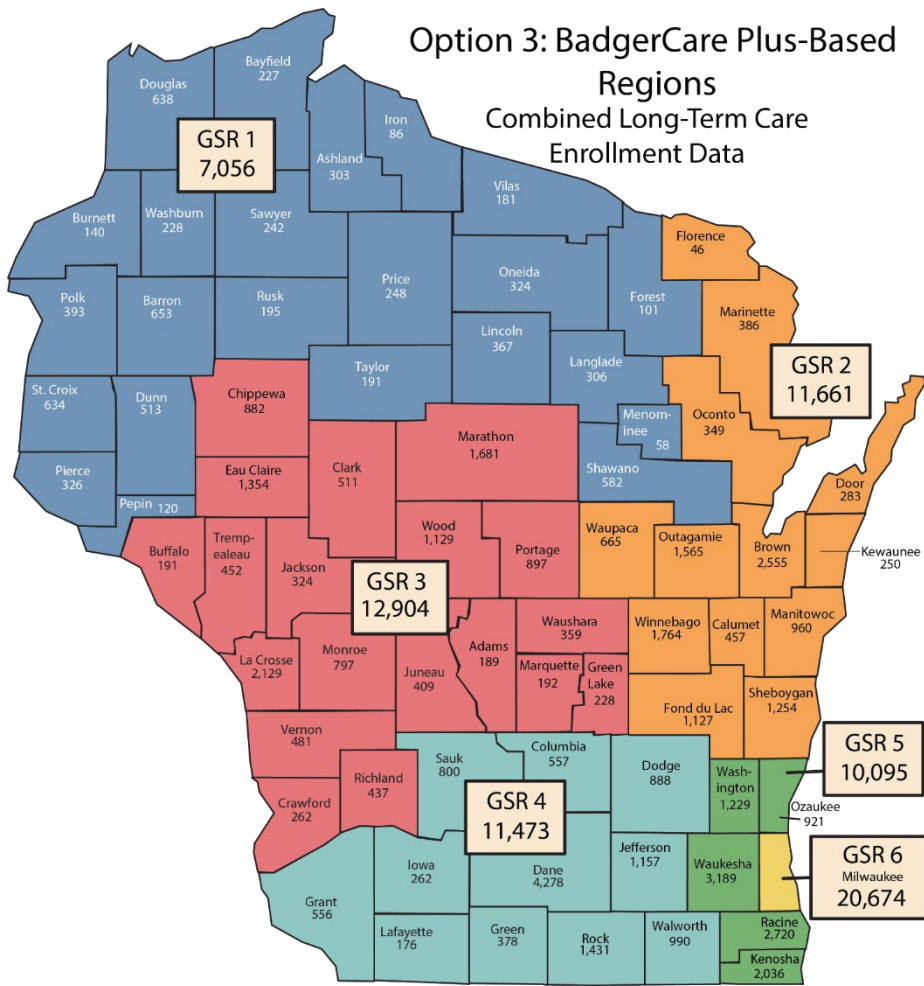 Option 3: BadgerCare Plus-Based
Regions
Combined Long-Term Care
Enrollment Data
Bayfield
227
Douglas
638
Iron
86
GSR 1
7,056
Ashland
303
Vilas
181
Burnett
140
Washburn
228
Sawyer
242
Florence
46
Price
248
Oneida
324
Polk
393
Barron
653
Rusk
195
Forest
101
Marinette
386
Lincoln
367
Langlade
306
GSR 2
11,661
Taylor
191
St. Croix
634
Dunn
513
Chippewa
882
Menom-
inee
58
Oconto
349
Marathon
1,681
Pierce
326
Eau Claire
1,354
Clark
511
Shawano
582
Door
283
Pepin 120
Buffalo
191
Tremp-
ealeau
452
Jackson
324
Wood
1,129
Portage
897
Waupaca
665
Outagamie
1,565
Brown
2,555
Kewaunee
250
GSR 3
12,904
Waushara
359
Winnebago
1,764
Calumet
457
Manitowoc
960
La Crosse
2,129
Monroe
797
Juneau
409
Adams
189
Marquette
192
Green
Lake
228
Fond du Lac
1,127
Sheboygan
1,254
Vernon
481
Sauk
800
Columbia
557
Dodge
888
Wash-
ington
1,229
GSR 5
10,095
Ozaukee
921
Richland
437
Crawford
262
GSR 4
11,473
Iowa
262
Dane
4,278
Jefferson
1,157
Waukesha
3,189
GSR 6
Milwaukee
20,674
Grant
556
Lafayette
176
Green
378
Rock
1,431
Walworth
990
Racine
2,720
Kenosha
2,036